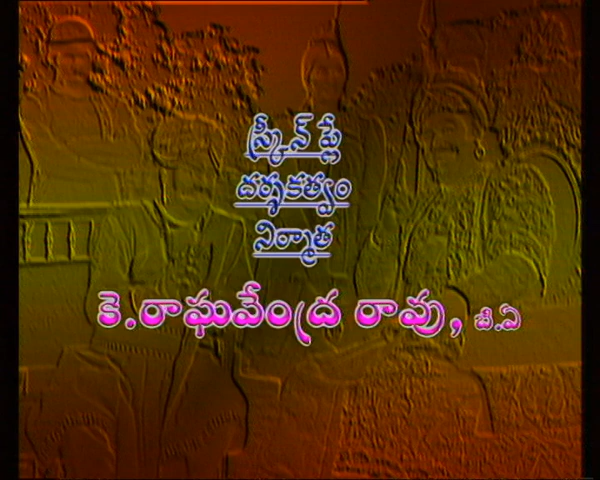 స్క్రీన్ ప్లే
దర్శకత్వం
నిర్మాత
కె.రాఘవేంద్ర రావు, బి.ఏ